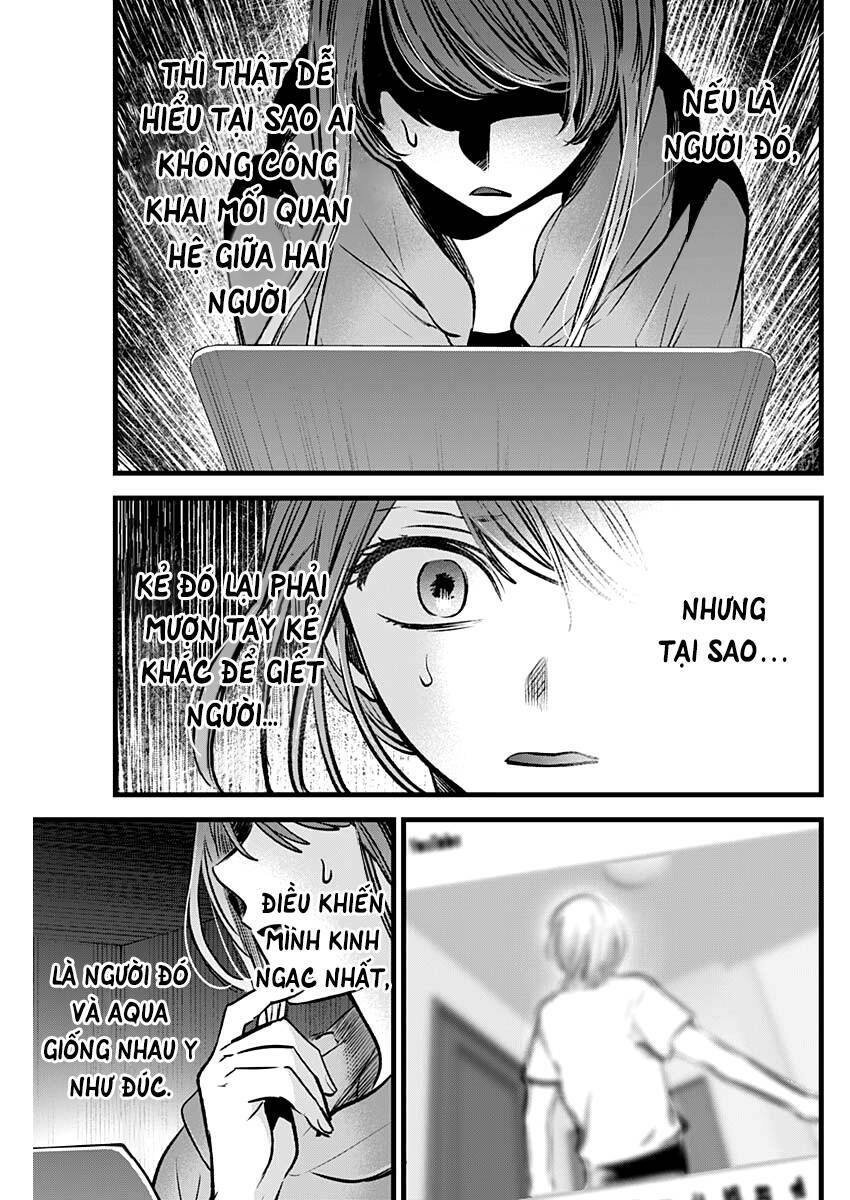 NẾU LÀ
NGƯỜI ĐÓ,
THÌ THẬT DỄ
HIỂU TẠI SAO AI
KHÔNG CÔNG
KHAI MỐI QUAN
HỆ GIỮA HAI
NGƯỜI
NHƯNG
TẠI SAO...
KẺ ĐÓ LẠI PHẢI
MƯỢN TAY KẺ
KHÁC ĐỂ GIẾT
NGƯỜI...
ĐIỀU KHIẾN
MÌNH KINH
NGẠC NHẤT,
LÀ NGƯỜI ĐÓ
VÀ AQUA
GIỐNG NHAU Y
NHƯ ĐÚC.